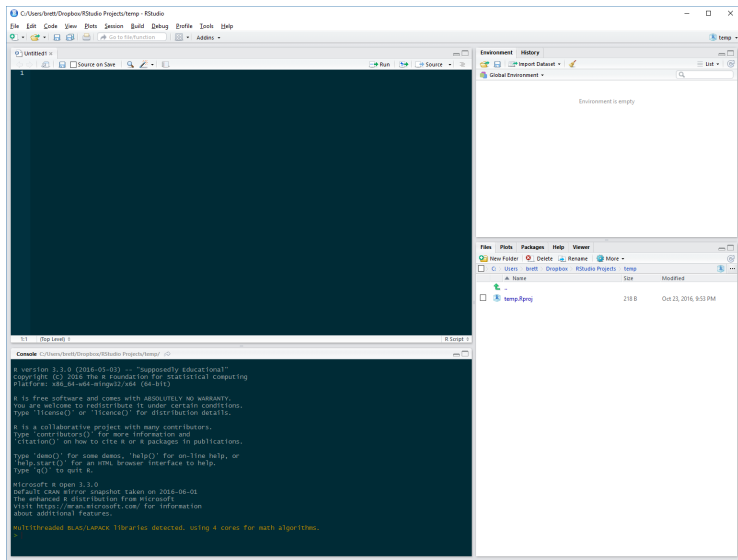 C:/Users/brett/Dropbox/RStudio Projects/temp - RStudio
File Edit Code View Plots Session Build Debug Profile Tools Help
Go to file/function Addins temp
Untitled1
Source on Save Run Source
1
1:1 (Top Level) R Script
Console C:/Users/brett/Dropbox/RStudio Projects/temp/
R version 3.3.0 (2016-05-03) -- "Supposedly Educational"
Copyright (C) 2016 The R Foundation for Statistical Computing
Platform: x86_64-w64-mingw32/x64 (64-bit)
R is free software and comes with ABSOLUTELY NO WARRANTY.
You are welcome to redistribute it under certain conditions.
Type 'license()' or 'licence()' for distribution details.
R is a collaborative project with many contributors.
Type 'contributors()' for more information and
'citation()' on how to cite R or R packages in publications.
Type 'demo()' for some demos, 'help()' for on-line help, or
'help.start()' for an HTML browser interface to help.
Type 'q()' to quit R.
Microsoft R Open 3.3.0
Default CRAN mirror snapshot taken on 2016-06-01
The enhanced R distribution from Microsoft
Visit https://mran.microsoft.com/ for information
about additional features.
Multithreaded BLAS/LAPACK libraries detected. Using 4 cores for math algorithms.
>
Environment History
Import Dataset List
Global Environment
Environment is empty
Files Plots Packages Help Viewer
New Folder Delete Rename More
C: Users brett Dropbox RStudio Projects temp ...
Name Size Modified
..
temp.Rproj 218 B Oct 23, 2016, 9:53 PM